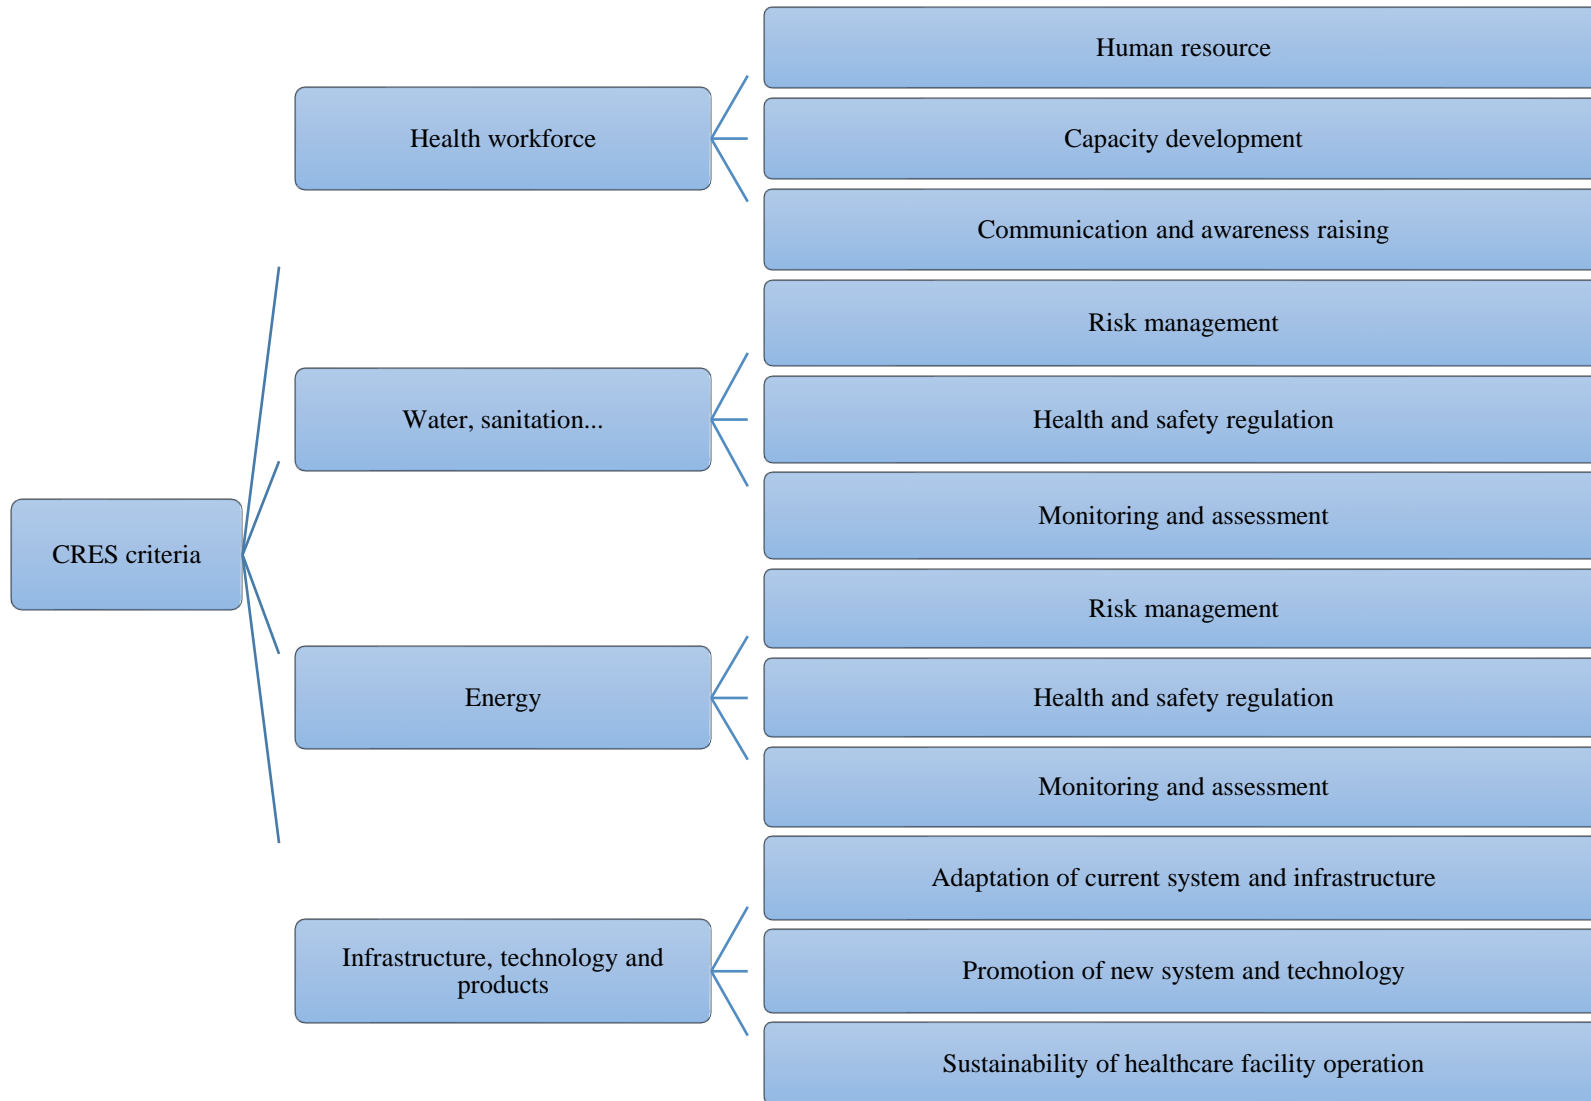 CRES criteria
Health workforce
Human resource
Capacity development
Communication and awareness raising
Water, sanitation...
Risk management
Health and safety regulation
Monitoring and assessment
Energy
Risk management
Health and safety regulation
Monitoring and assessment
Infrastructure, technology and
products
Adaptation of current system and infrastructure
Promotion of new system and technology
Sustainability of healthcare facility operation